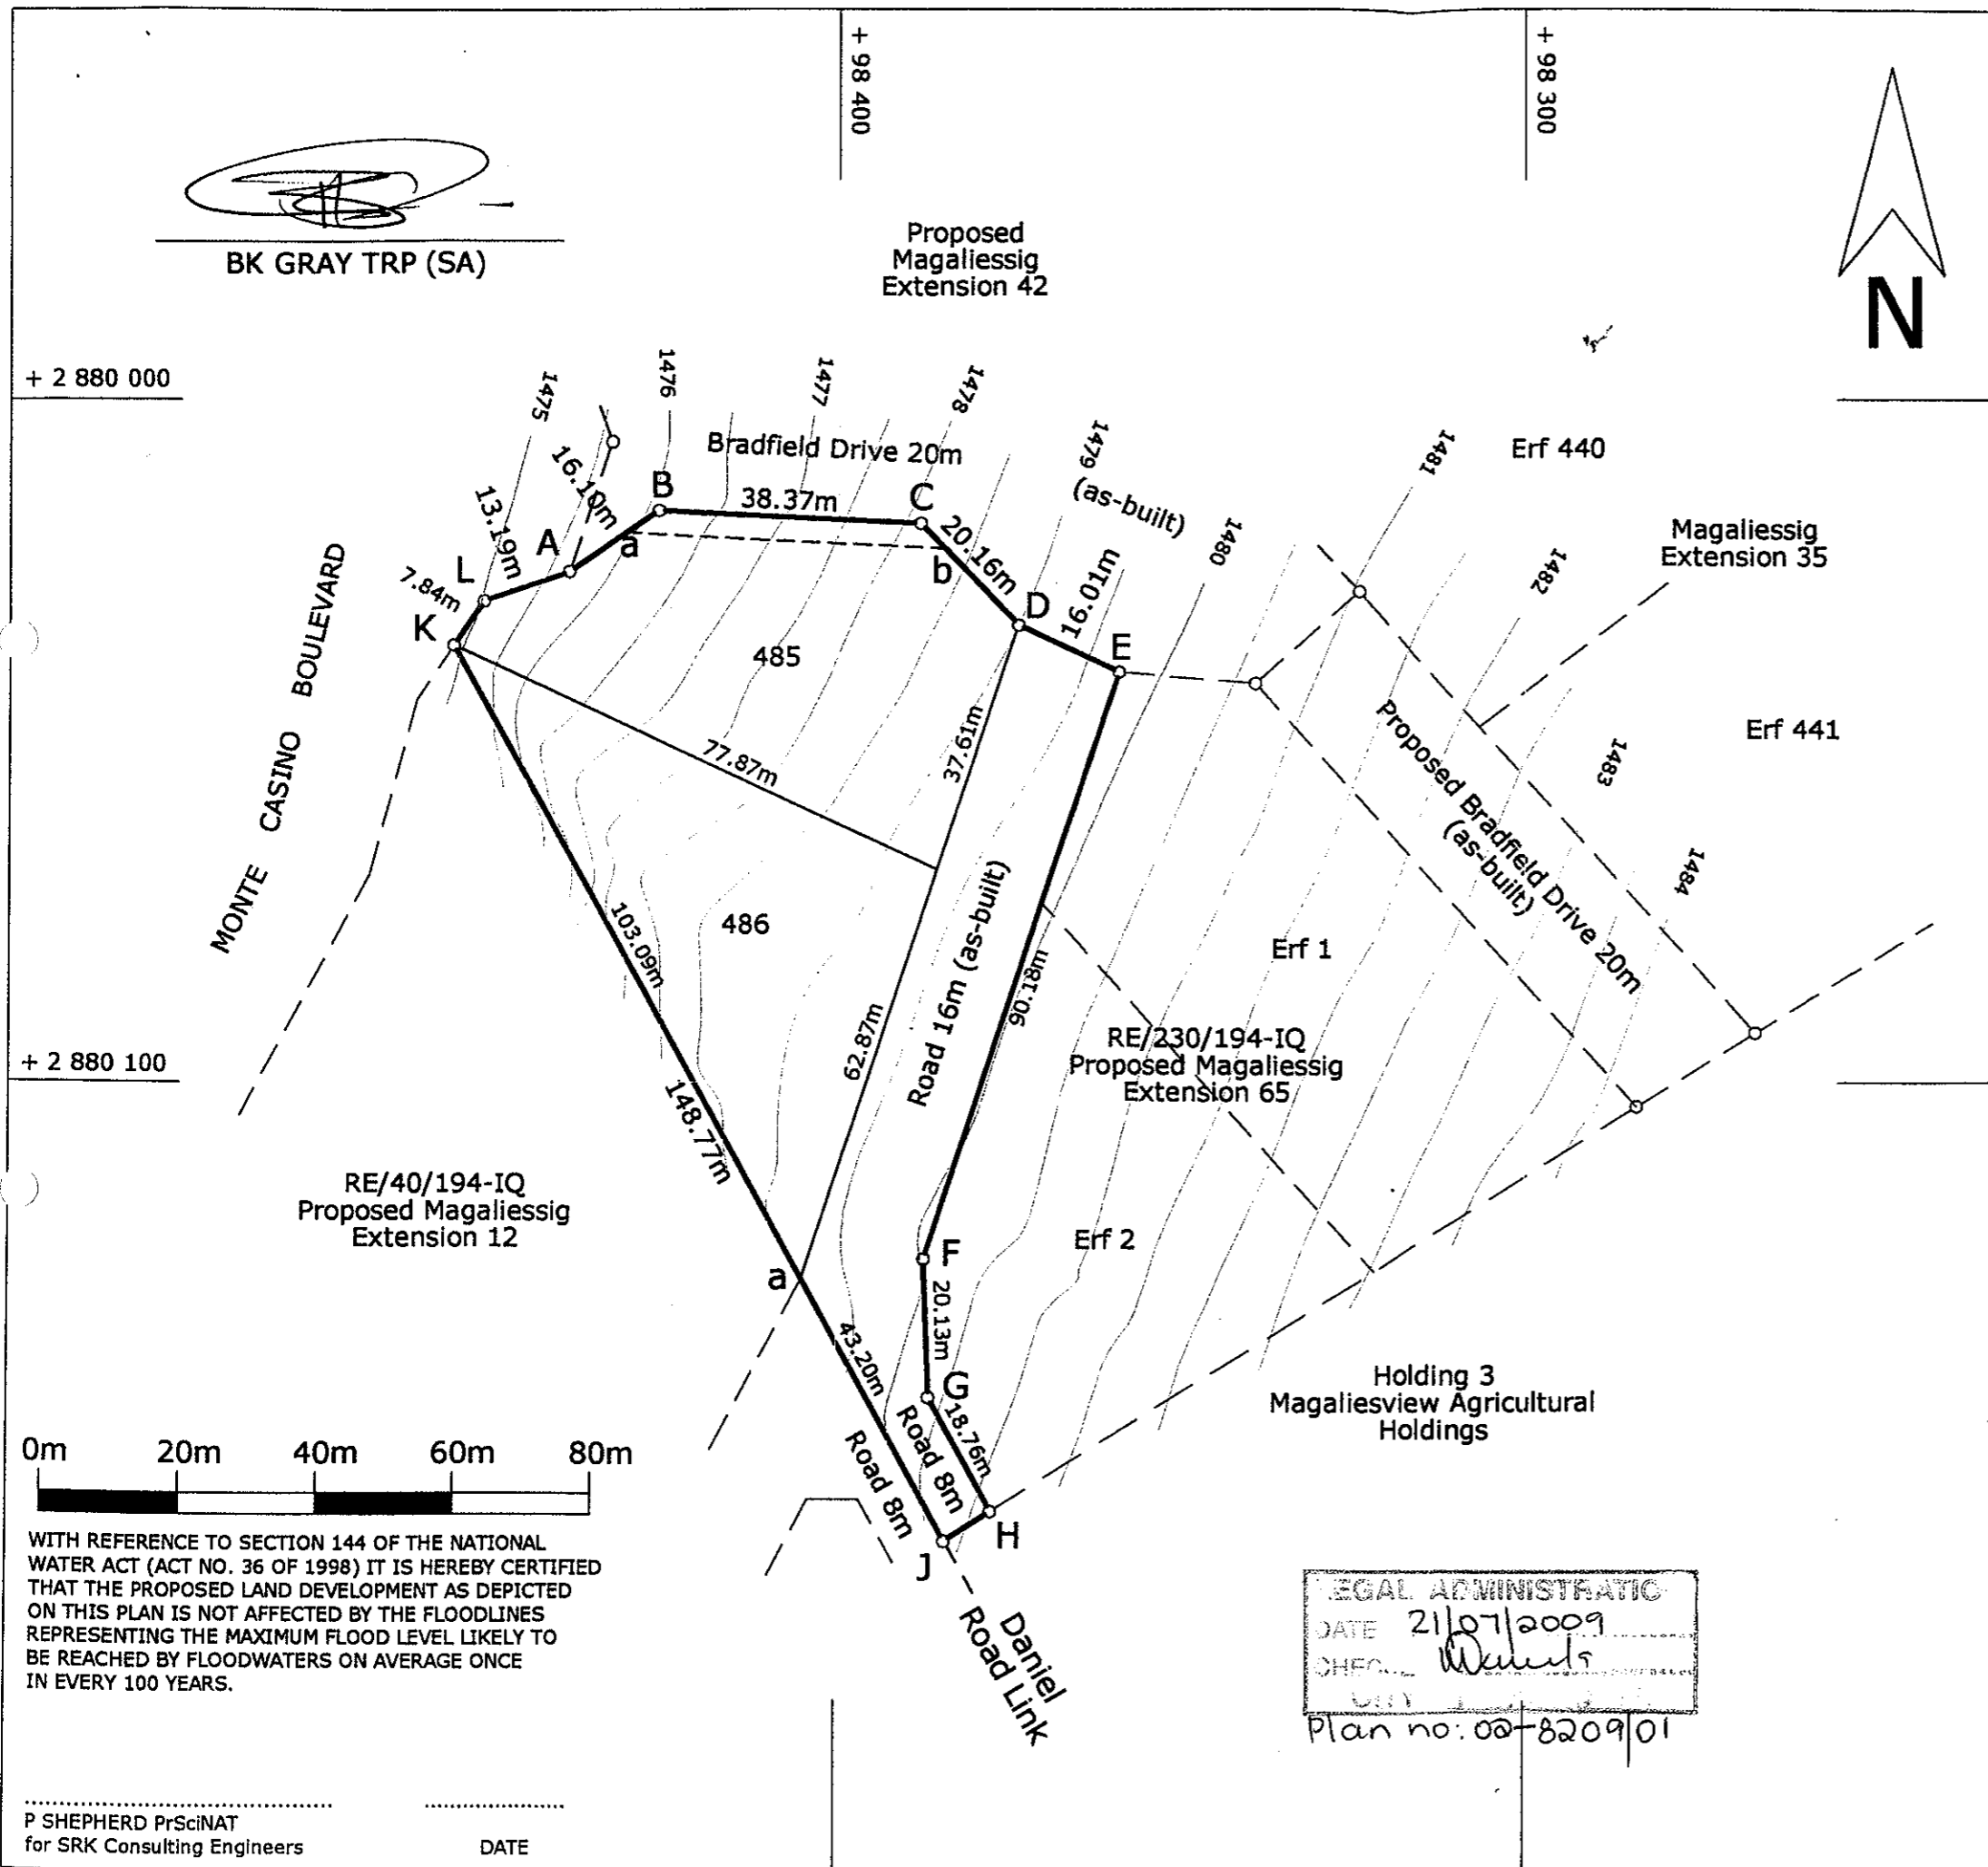 + 98 400
+ 98 300
BK GRAY TRP (SA)
Proposed
Magaliessig
Extension 42
N
+ 2 880 000
1475
1476
1477
1478
1479
(as-built)
1480
1481
1482
1483
1484
Bradfield Drive 20m
Erf 440
Magaliessig
Extension 35
Erf 441
16.10m
B
38.37m
C
20.16m
13.19m
A
a
b
L
7.84m
K
D
16.01m
E
MONTE CASINO BOULEVARD
485
77.87m
37.61m
Proposed Bradfield Drive 20m
(as-built)
486
103.09m
62.87m
Road 16m (as-built)
90.18m
Erf 1
RE/230/194-IQ
Proposed Magaliessig
Extension 65
+ 2 880 100
148.77m
RE/40/194-IQ
Proposed Magaliessig
Extension 12
a
F
Erf 2
20.13m
43.20m
G
18.76m
Road 8m
Road 8m
H
J
Holding 3
Magaliesview Agricultural
Holdings
Daniel
Road Link
0m 20m 40m 60m 80m
WITH REFERENCE TO SECTION 144 OF THE NATIONAL
WATER ACT (ACT NO. 36 OF 1998) IT IS HEREBY CERTIFIED
THAT THE PROPOSED LAND DEVELOPMENT AS DEPICTED
ON THIS PLAN IS NOT AFFECTED BY THE FLOODLINES
REPRESENTING THE MAXIMUM FLOOD LEVEL LIKELY TO
BE REACHED BY FLOODWATERS ON AVERAGE ONCE
IN EVERY 100 YEARS.
EGAL ADMINISTRATIO
DATE 21/07/2009
Plan no: 02-8209/01
P SHEPHERD PrSciNAT
for SRK Consulting Engineers
DATE